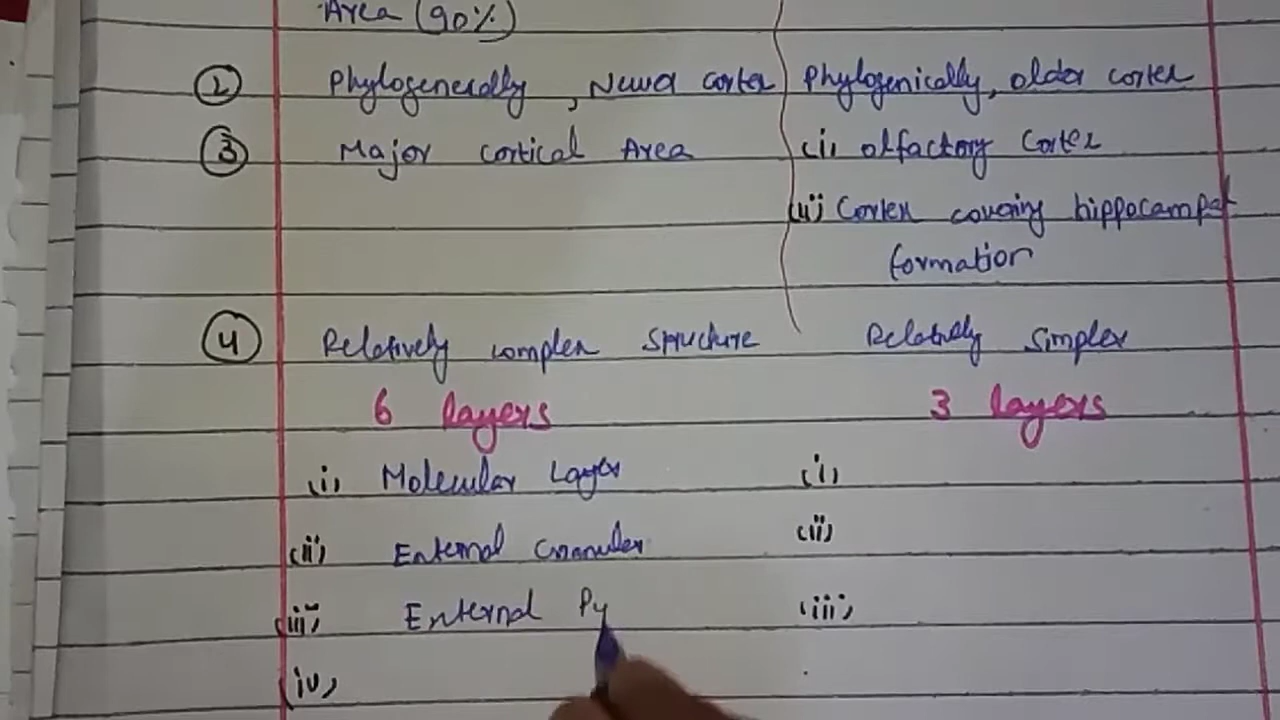 Area (90%)
② Phylogenerally, Newer cortex Phylogenically, older cortex
③ Major cortical Area (i) olfactory Cortex
(ii) Cortex covering hippocampal
formation
④ Relatively complex structure Relatively simplex
6 layers 3 layers
(i) Molecular Layer (i)
(ii) External Granular (ii)
(iii) External Py (iii)
(iv)